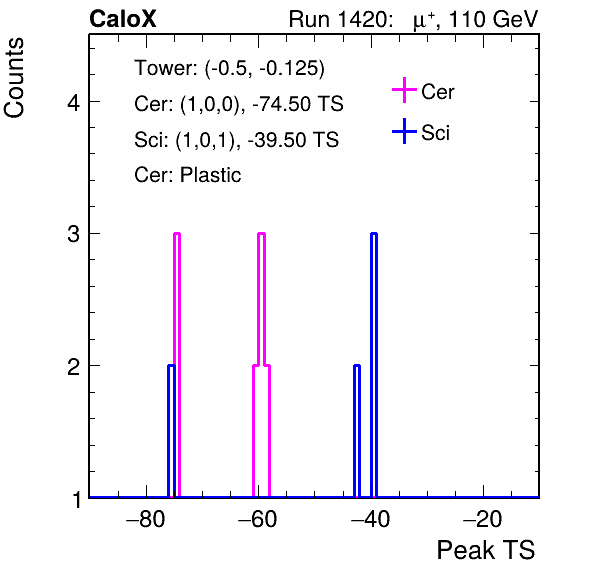 CaloX Run 1420: μ⁺, 110 GeV
Counts
Tower: (-0.5, -0.125)
Cer: (1,0,0), -74.50 TS
Sci: (1,0,1), -39.50 TS
Cer: Plastic
Cer
Sci
4
3
2
1
−80 −60 −40 −20
Peak TS